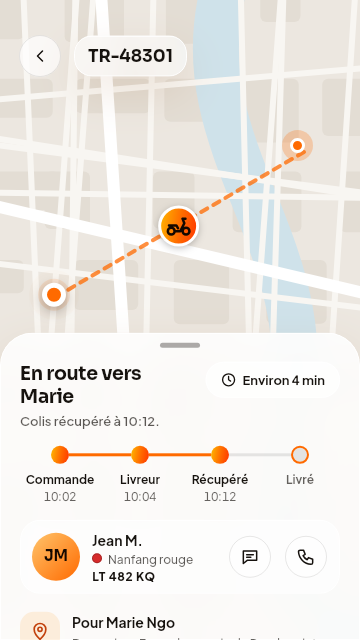 TR-48301
En route vers
Marie
Environ 4 min
Colis récupéré à 10:12.
Commande Livreur Récupéré Livré
10:02 10:04 10:12
JM
Jean M.
Nanfang rouge
LT 482 KQ
Pour Marie Ngo